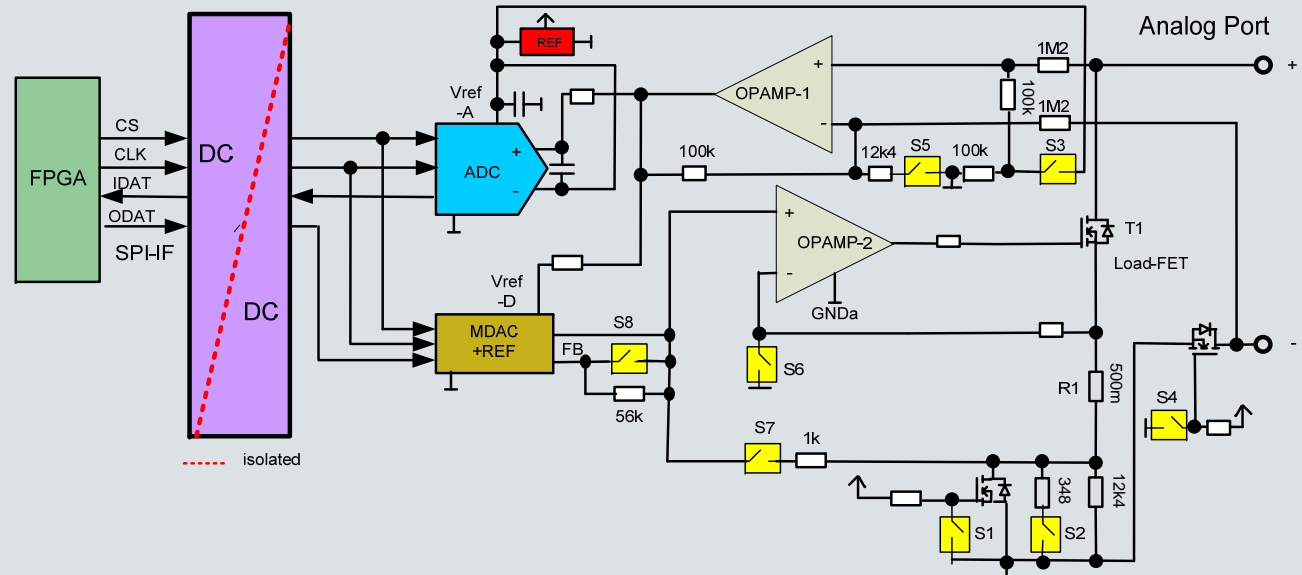 Analog Port
REF
1M2
+
+
OPAMP-1
-
100k
1M2
Vref
-A
CS
CLK
IDAT
ODAT
SPI-IF
FPGA
DC
DC
ADC
+
-
100k
12k4
S5
100k
S3
+
OPAMP-2
-
GNDa
T1
Load-FET
Vref
-D
MDAC
+REF
FB
S8
56k
S6
R1
500m
-
S4
S7
1k
isolated
S1
348
S2
12k4